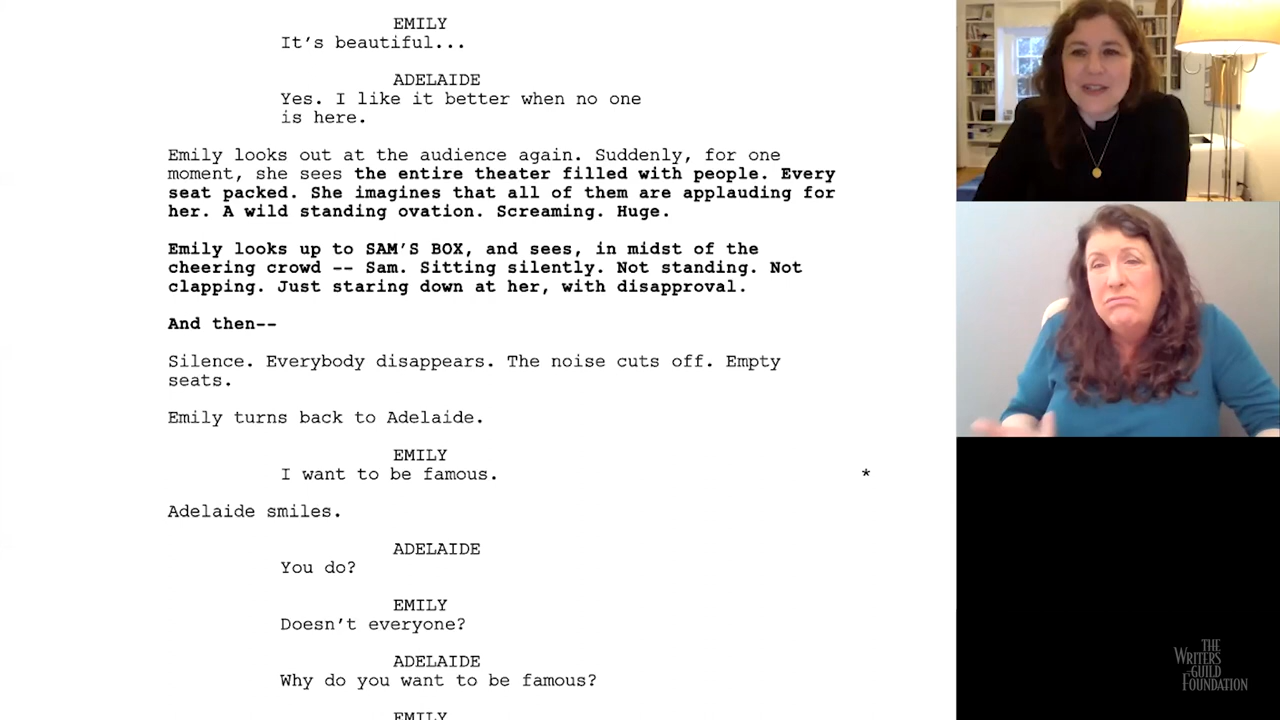 EMILY
It's beautiful...
ADELAIDE
Yes. I like it better when no one
is here.
Emily looks out at the audience again. Suddenly, for one
moment, she sees the entire theater filled with people. Every
seat packed. She imagines that all of them are applauding for
her. A wild standing ovation. Screaming. Huge.
Emily looks up to SAM'S BOX, and sees, in midst of the
cheering crowd -- Sam. Sitting silently. Not standing. Not
clapping. Just staring down at her, with disapproval.
And then--
Silence. Everybody disappears. The noise cuts off. Empty
seats.
Emily turns back to Adelaide.
EMILY
I want to be famous. *
Adelaide smiles.
ADELAIDE
You do?
EMILY
Doesn't everyone?
ADELAIDE
Why do you want to be famous?
EMILY
THE
WRITERS
GUILD
FOUNDATION